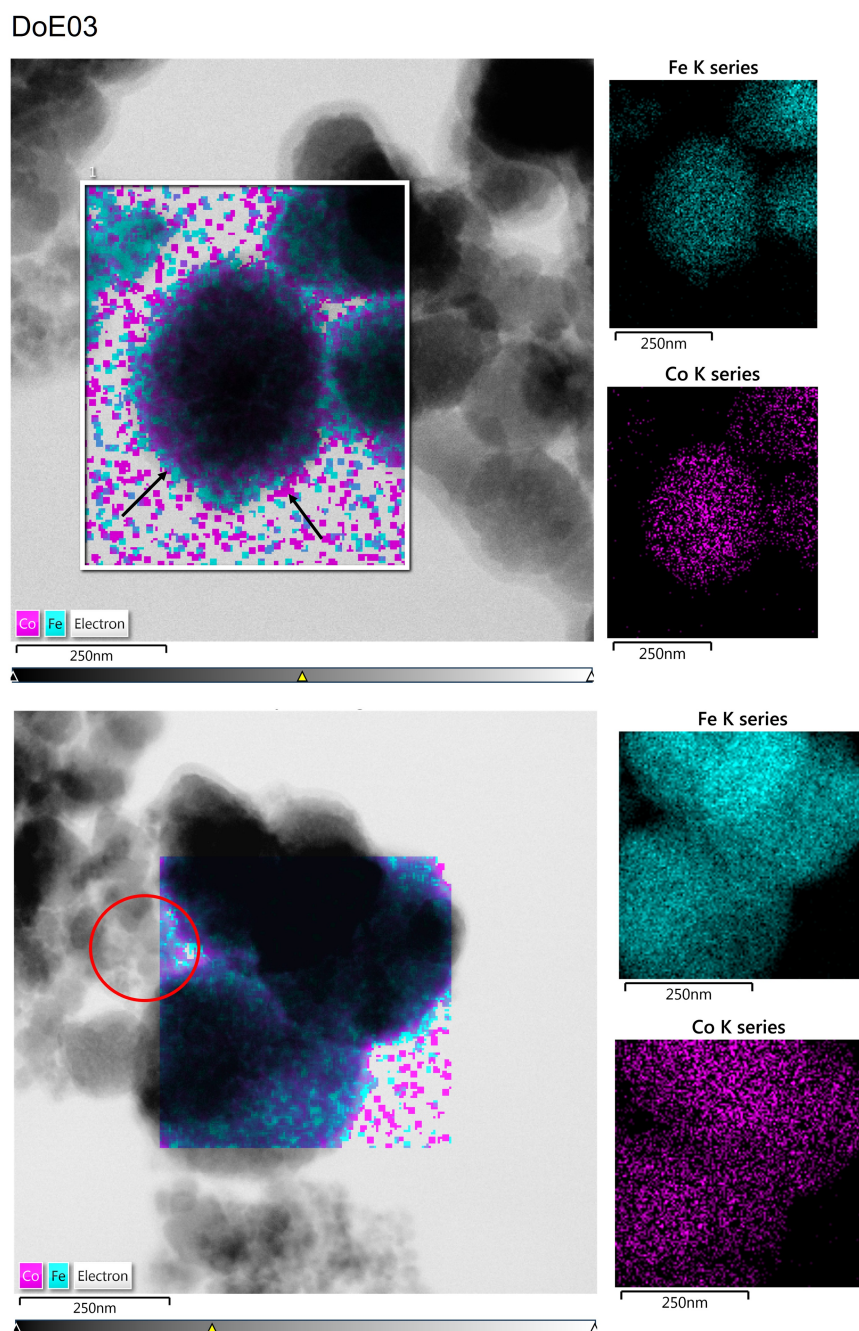 DoE03
Fe K series
1
250nm
Co K series
Co Fe Electron
250nm
250nm
Fe K series
250nm
Co K series
Co Fe Electron
250nm
250nm